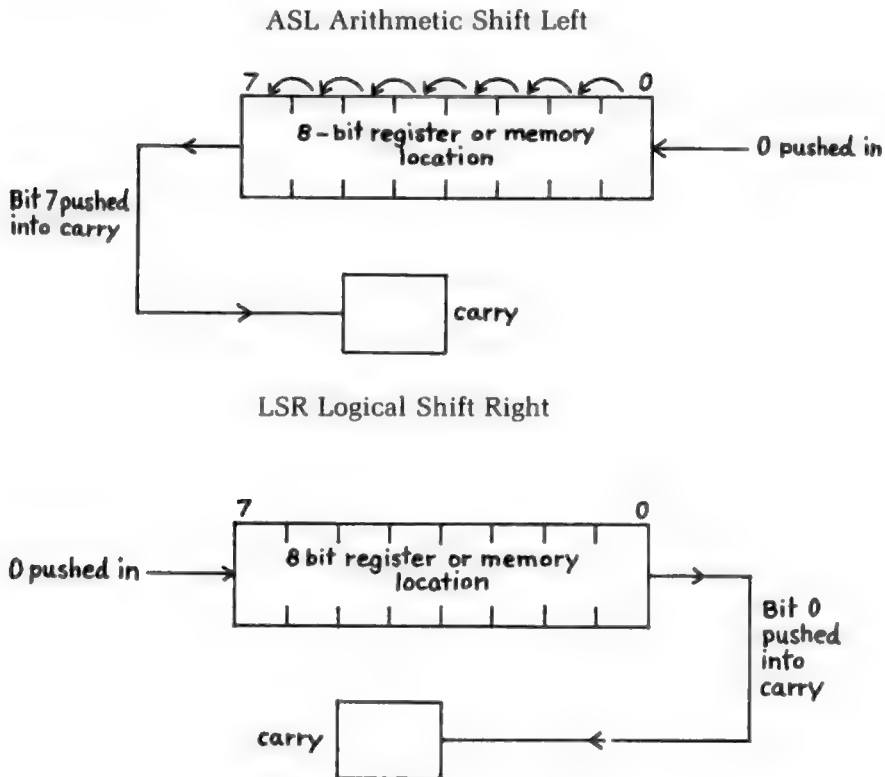 ASL Arithmetic Shift Left
7
0
8-bit register or memory
location
0 pushed in
Bit 7 pushed
into carry
carry
LSR Logical Shift Right
7
0
0 pushed in
8 bit register or memory
location
Bit 0
pushed
into
carry
carry